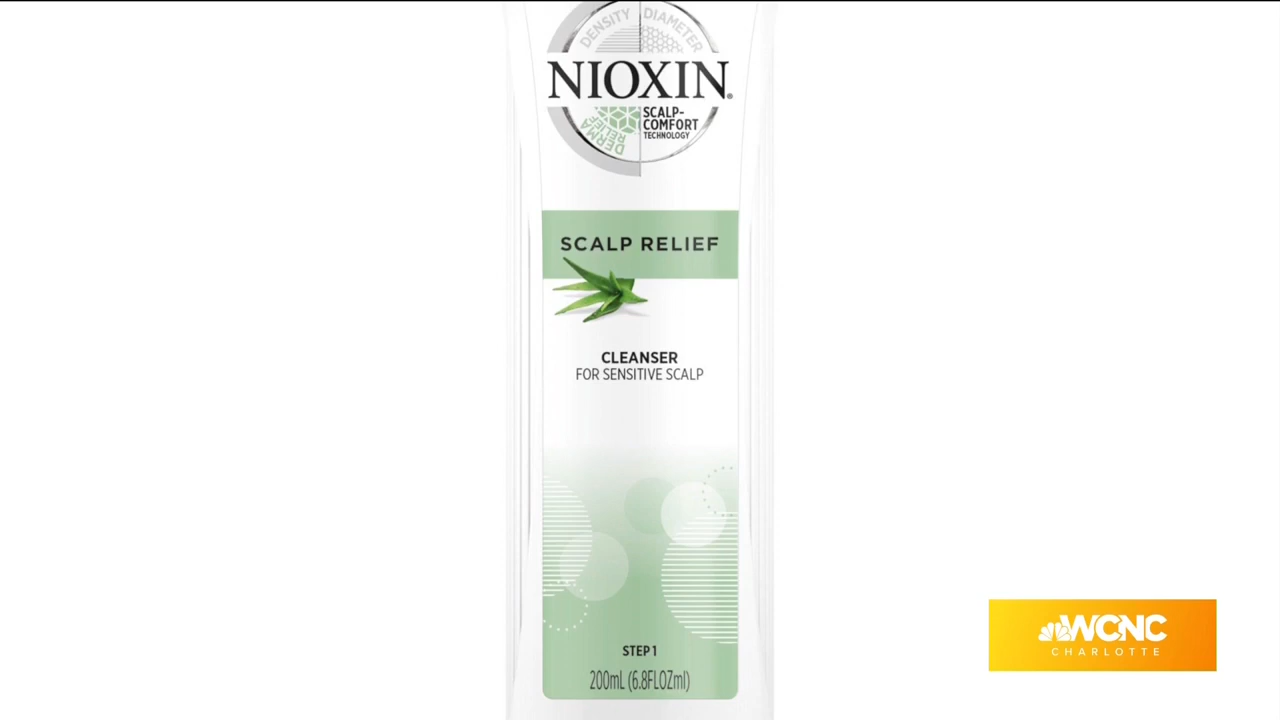 DENSITY DIAMETER
NIOXIN®
SCALP-
COMFORT
TECHNOLOGY
DERMA
RELIEF
SCALP RELIEF
CLEANSER
FOR SENSITIVE SCALP
STEP 1
200mL (6.8FLOZml)
WCNC
CHARLOTTE